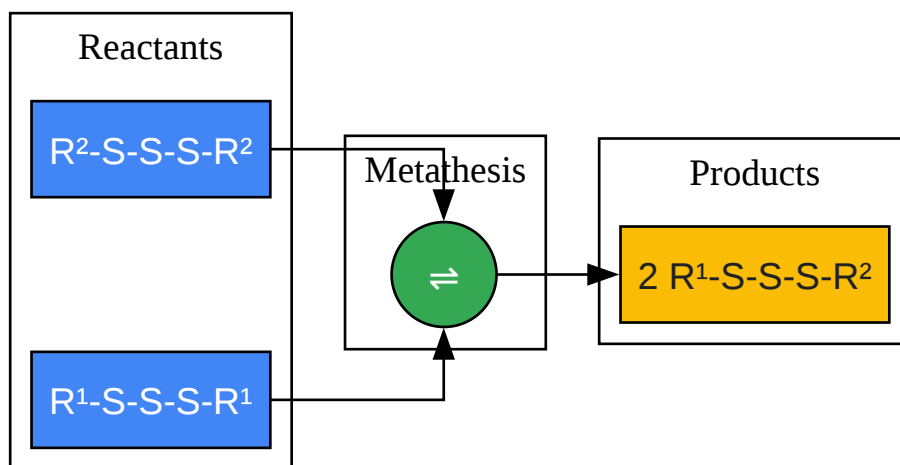 Reactants
R²-S-S-S-R²
R¹-S-S-S-R¹
Metathesis
⇌
Products
2 R¹-S-S-S-R²